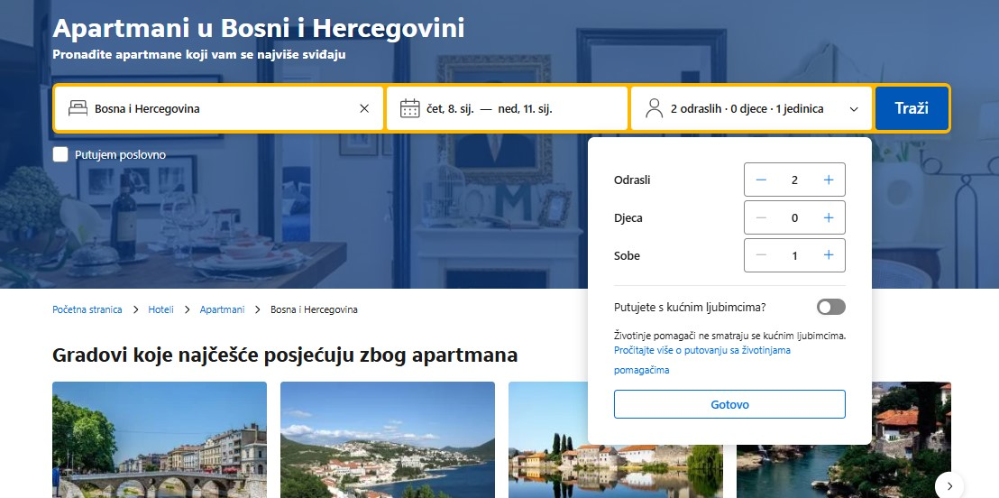 Apartmani u Bosni i Hercegovini
Pronađite apartmane koji vam se najviše sviđaju
Bosna i Hercegovina
čet, 8. sij. — ned, 11. sij.
2 odraslih · 0 djece · 1 jedinica
Traži
Putujem poslovno
Odrasli 2
Djeca 0
Sobe 1
Putujete s kućnim ljubimcima?
Životinje pomagači ne smatraju se kućnim ljubimcima.
Pročitajte više o putovanju sa životinjama
pomagačima
Gotovo
Početna stranica > Hoteli > Apartmani > Bosna i Hercegovina
Gradovi koje najčešće posjećuju zbog apartmana